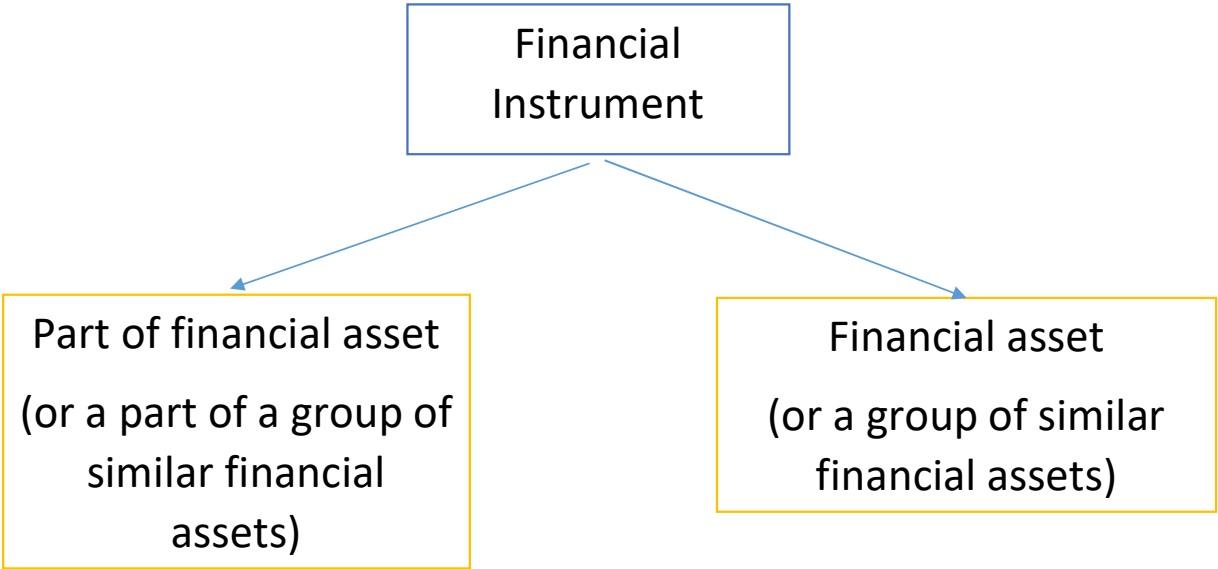 Financial
Instrument
Part of financial asset
(or a part of a group of
similar financial
assets)
Financial asset
(or a group of similar
financial assets)